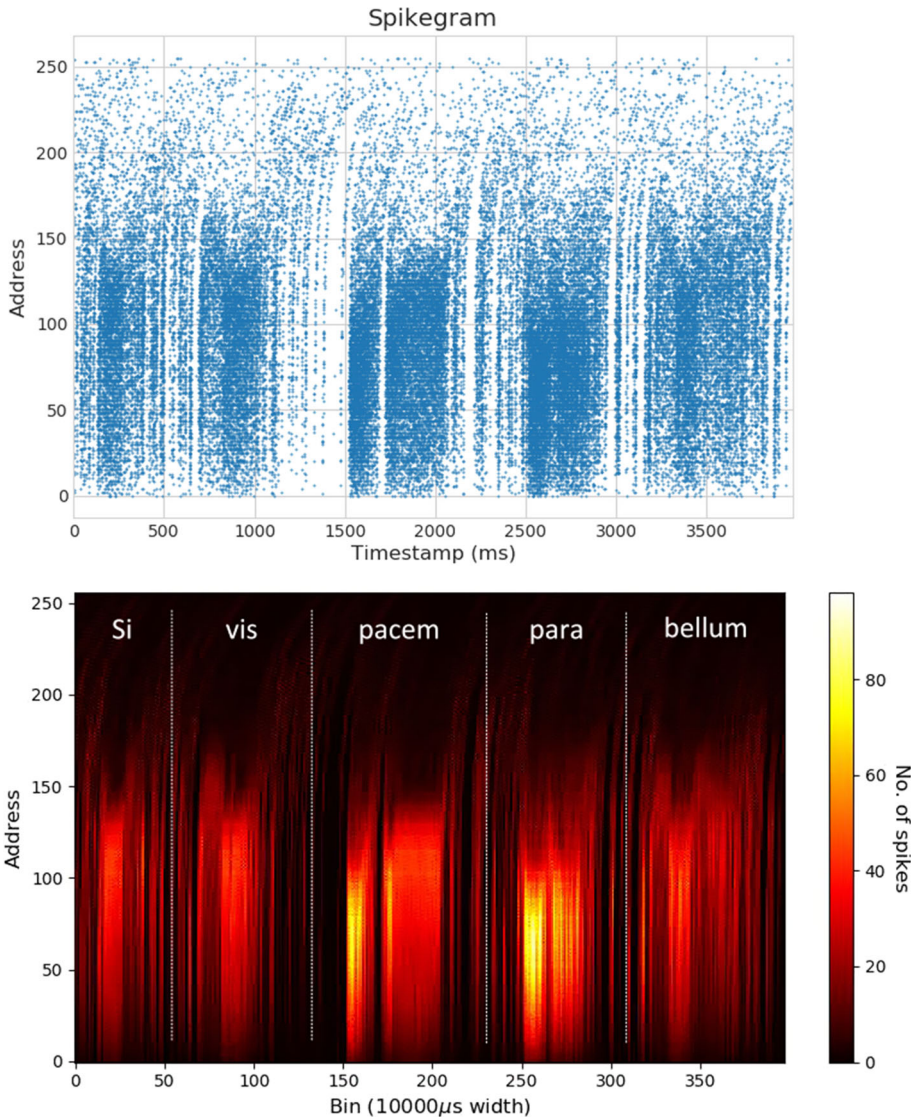 Spikegram
250
200
150
100
50
0
Address
0 500 1000 1500 2000 2500 3000 3500
Timestamp (ms)
Si vis pacem para bellum
250
200
150
100
50
0
Address
0 50 100 150 200 250 300 350
Bin (10000μs width)
80
60
40
20
0
No. of spikes